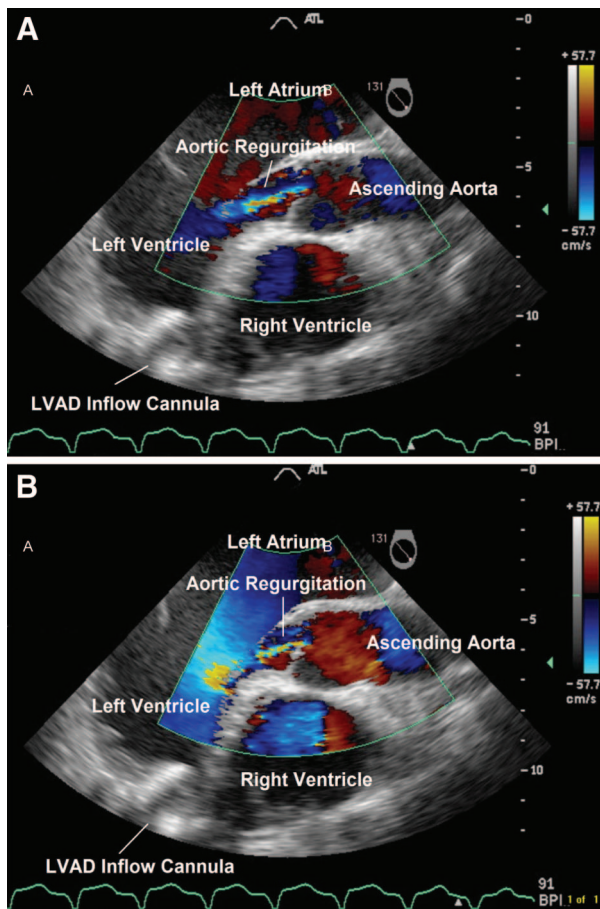 A
ATL
0
A
Left Atrium
B
131
+ 57.7
Aortic Regurgitation
5
Ascending Aorta
Left Ventricle
- 57.7
cm/s
Right Ventricle
10
LVAD Inflow Cannula
91
BPI..
B
ATL
0
A
Left Atrium
B
131
+ 57.7
Aortic Regurgitation
5
Ascending Aorta
- 57.7
cm/s
Left Ventricle
Right Ventricle
10
LVAD Inflow Cannula
91
BPI.. 1 of 1